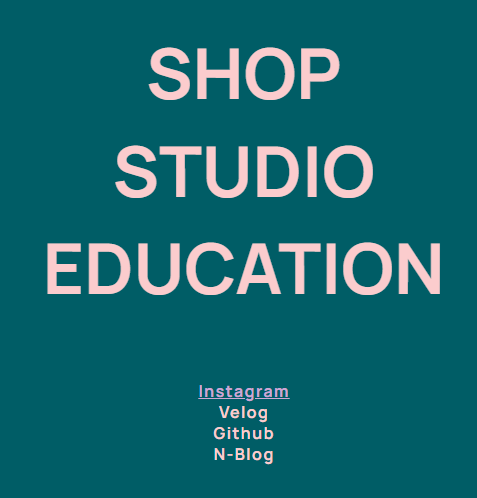 SHOP
STUDIO
EDUCATION
Instagram
Velog
Github
N-Blog